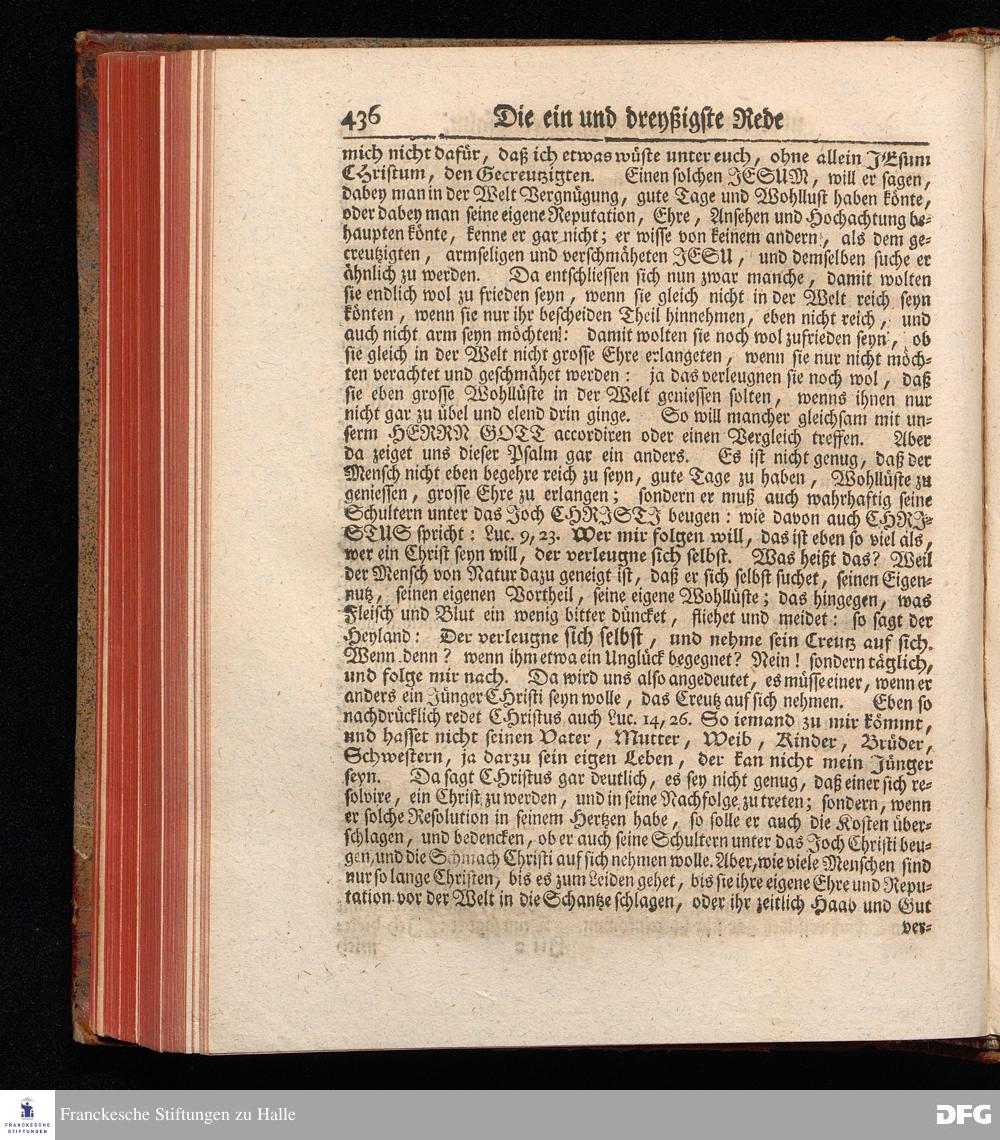 436 Die ein und dreyßigste Rede
mich nicht dafür, daß ich etwas wüste unter euch, ohne allein JEsum
CHristum, den Gecreutzigten. Einen solchen JESUM, will er sagen,
dabey man in der Welt Vergnügung, gute Tage und Wohllust haben könte,
oder dabey man seine eigene Reputation, Ehre, Ansehen und Hochachtung be-
haupten könte, kenne er gar nicht; er wisse von keinem andern, als dem ge-
creutzigten, armseligen und verschmäheten JESU, und demselben suche er
ähnlich zu werden. Da entschliessen sich nun zwar manche, damit wolten
sie endlich wol zu frieden seyn, wenn sie gleich nicht in der Welt reich seyn
könten, wenn sie nur ihr bescheiden Theil hinnehmen, eben nicht reich, und
auch nicht arm seyn möchten: damit wolten sie noch wol zufrieden seyn, ob
sie gleich in der Welt nicht grosse Ehre erlangeten, wenn sie nur nicht möch-
ten verachtet und geschmähet werden: ja das verleugnen sie noch wol, daß
sie eben grosse Wohllüste in der Welt geniessen solten, wenns ihnen nur
nicht gar zu übel und elend drin ginge. So will mancher gleichsam mit un-
serm HERRN GOTT accordiren oder einen Vergleich treffen. Aber
da zeiget uns dieser Psalm gar ein anders. Es ist nicht genug, daß der
Mensch nicht eben begehre reich zu seyn, gute Tage zu haben, Wohllüste zu
geniessen, grosse Ehre zu erlangen; sondern er muß auch wahrhaftig seine
Schultern unter das Joch CHRISTI beugen: wie davon auch CHRI-
STUS spricht: Luc. 9, 23. Wer mir folgen will, das ist eben so viel als,
wer ein Christ seyn will, der verleugne sich selbst. Was heißt das? Weil
der Mensch von Natur dazu geneigt ist, daß er sich selbst suchet, seinen Eigen-
nutz, seinen eigenen Vortheil, seine eigene Wohllüste; das hingegen, was
Fleisch und Blut ein wenig bitter düncket, fliehet und meidet: so sagt der
Heyland: Der verleugne sich selbst, und nehme sein Creutz auf sich.
Wenn denn? wenn ihm etwa ein Unglück begegnet? Nein! sondern täglich,
und folge mir nach. Da wird uns also angedeutet, es müsse einer, wenn er
anders ein Jünger CHristi seyn wolle, das Creutz auf sich nehmen. Eben so
nachdrücklich redet CHristus auch Luc. 14, 26. So iemand zu mir kömmt,
und hasset nicht seinen Vater, Mutter, Weib, Kinder, Brüder,
Schwestern, ja darzu sein eigen Leben, der kan nicht mein Jünger
seyn. Da sagt CHristus gar deutlich, es sey nicht genug, daß einer sich re-
solvire, ein Christ zu werden, und in seine Nachfolge zu treten; sondern, wenn
er solche Resolution in seinem Hertzen habe, so solle er auch die Kosten über-
schlagen, und bedencken, ob er auch seine Schultern unter das Joch Christi beu-
gen, und die Schmach Christi auf sich nehmen wolle. Aber, wie viele Menschen sind
nur so lange Christen, bis es zum Leiden gehet, bis sie ihre eigene Ehre und Repu-
tation vor der Welt in die Schantze schlagen, oder ihr zeitlich Haab und Gut
ver-
FRANCKESCHE
STIFTUNGEN
Franckesche Stiftungen zu Halle
DFG